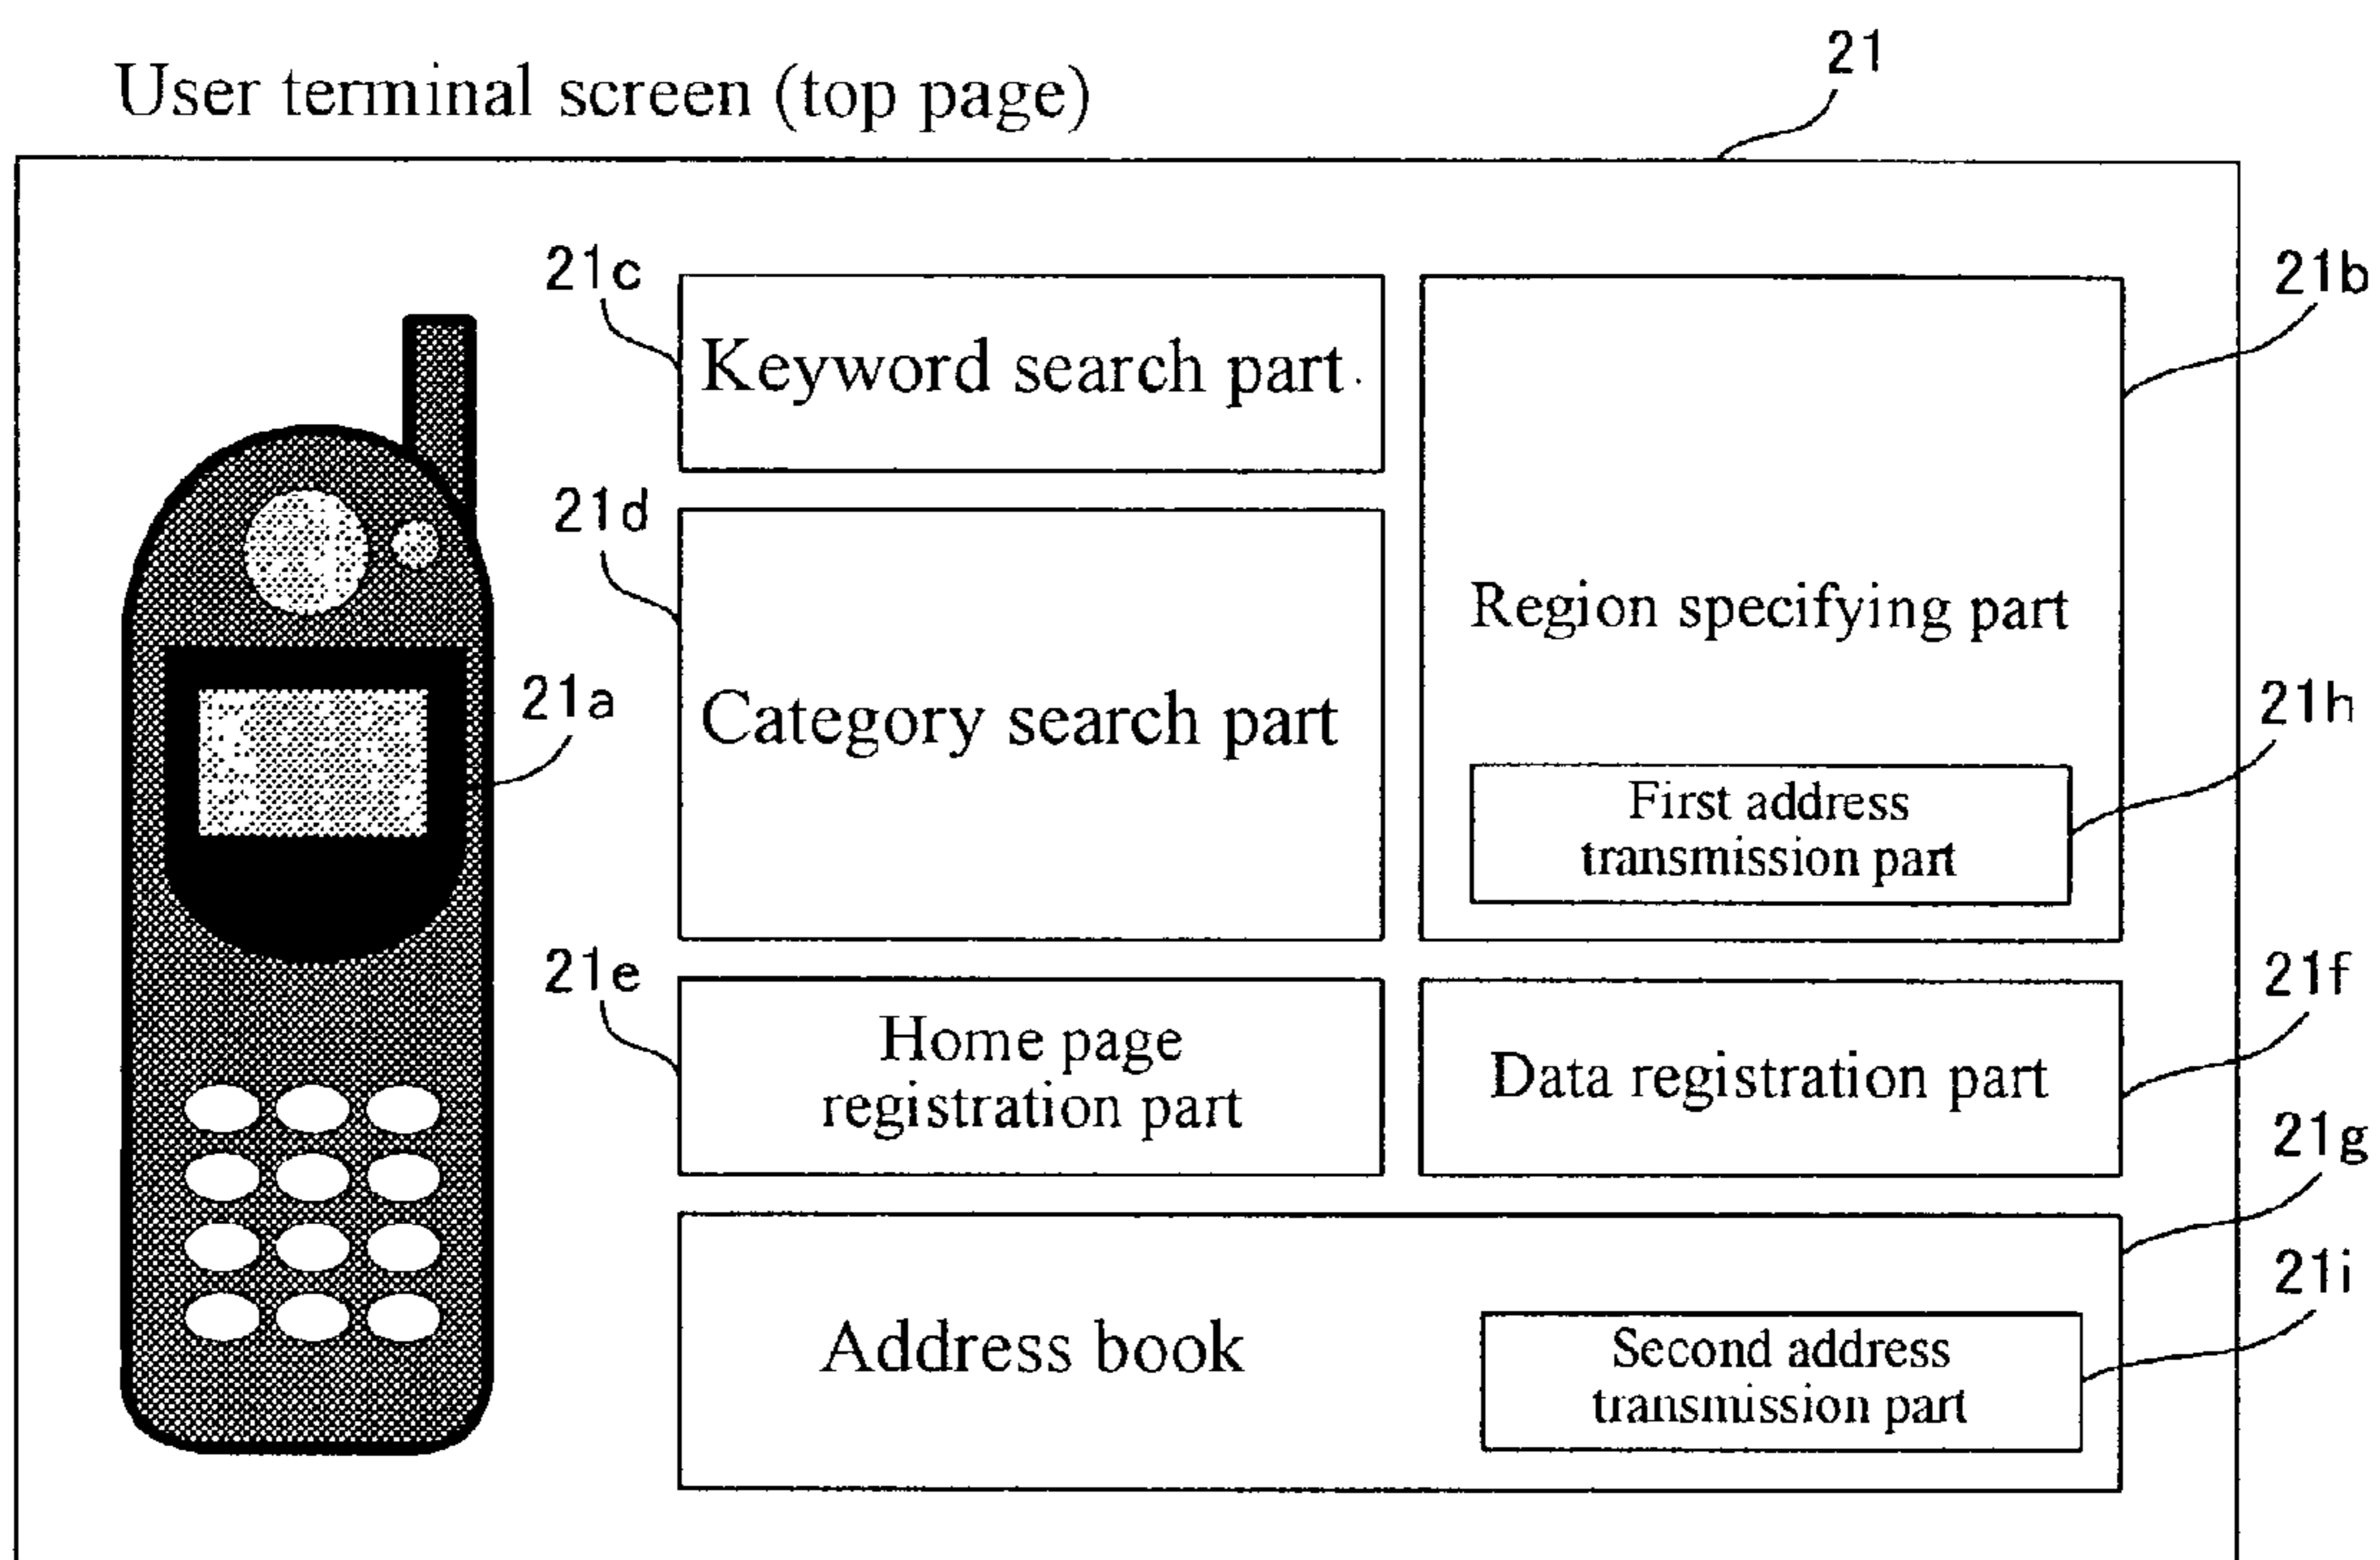 21
User terminal screen (top page)
21c
Keyword search part
21b
21d
Region specifying part
21a
Category search part
21h
First address
transmission part
21e
Home page
registration part
Data registration part
21f
21g
Address book
Second address
transmission part
21i